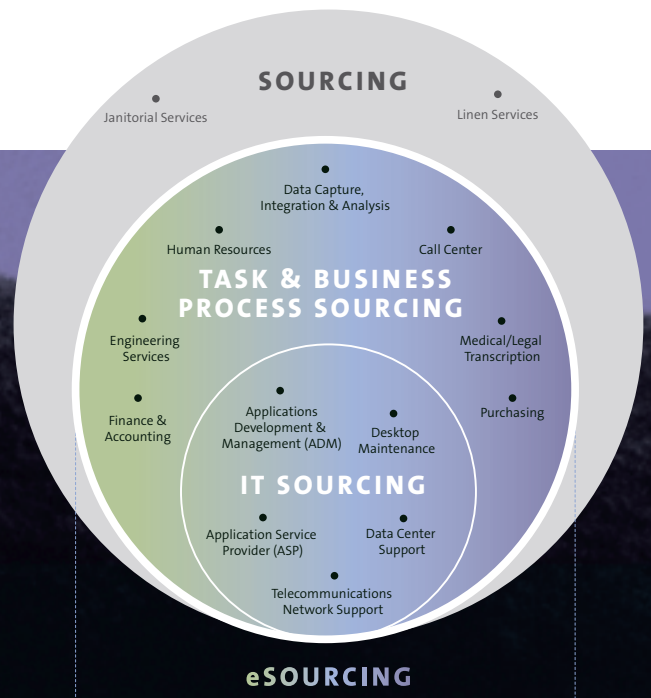 SOURCING
Janitorial Services
Linen Services
Data Capture,
Integration & Analysis
Human Resources
Call Center
TASK & BUSINESS
PROCESS SOURCING
Engineering
Services
Medical/Legal
Transcription
Finance &
Accounting
Purchasing
Applications
Development &
Management (ADM)
Desktop
Maintenance
IT SOURCING
Application Service
Provider (ASP)
Data Center
Support
Telecommunications
Network Support
eSOURCING